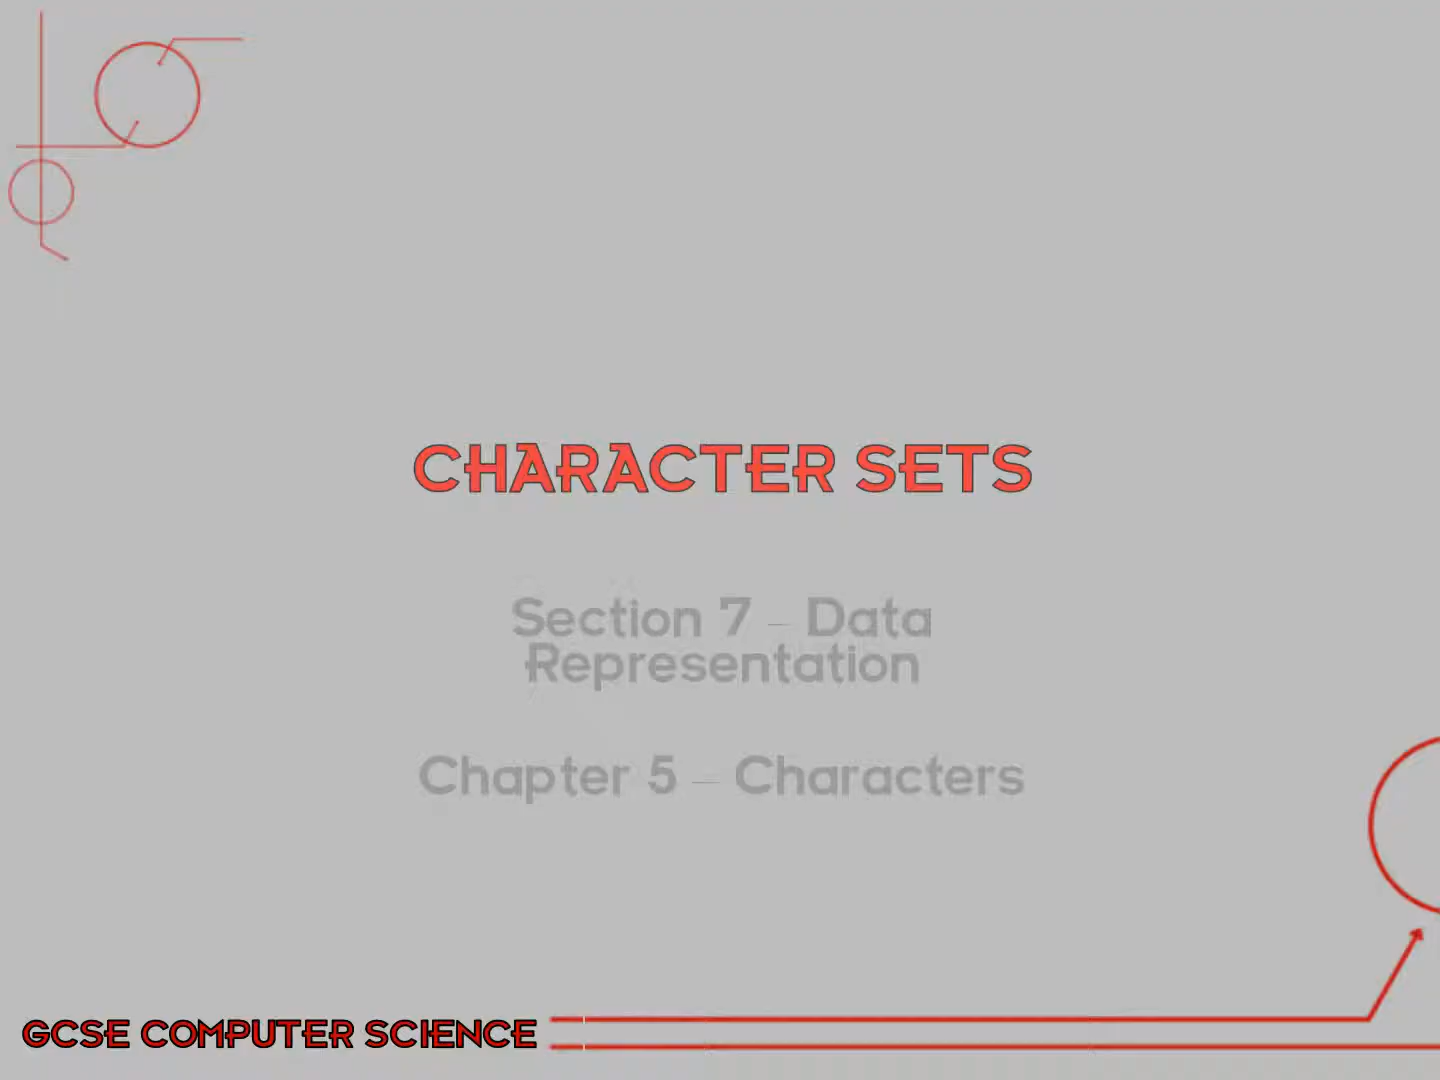 CHARACTER SETS
Section 7 – Data
Representation
Chapter 5 – Characters
GCSE COMPUTER SCIENCE